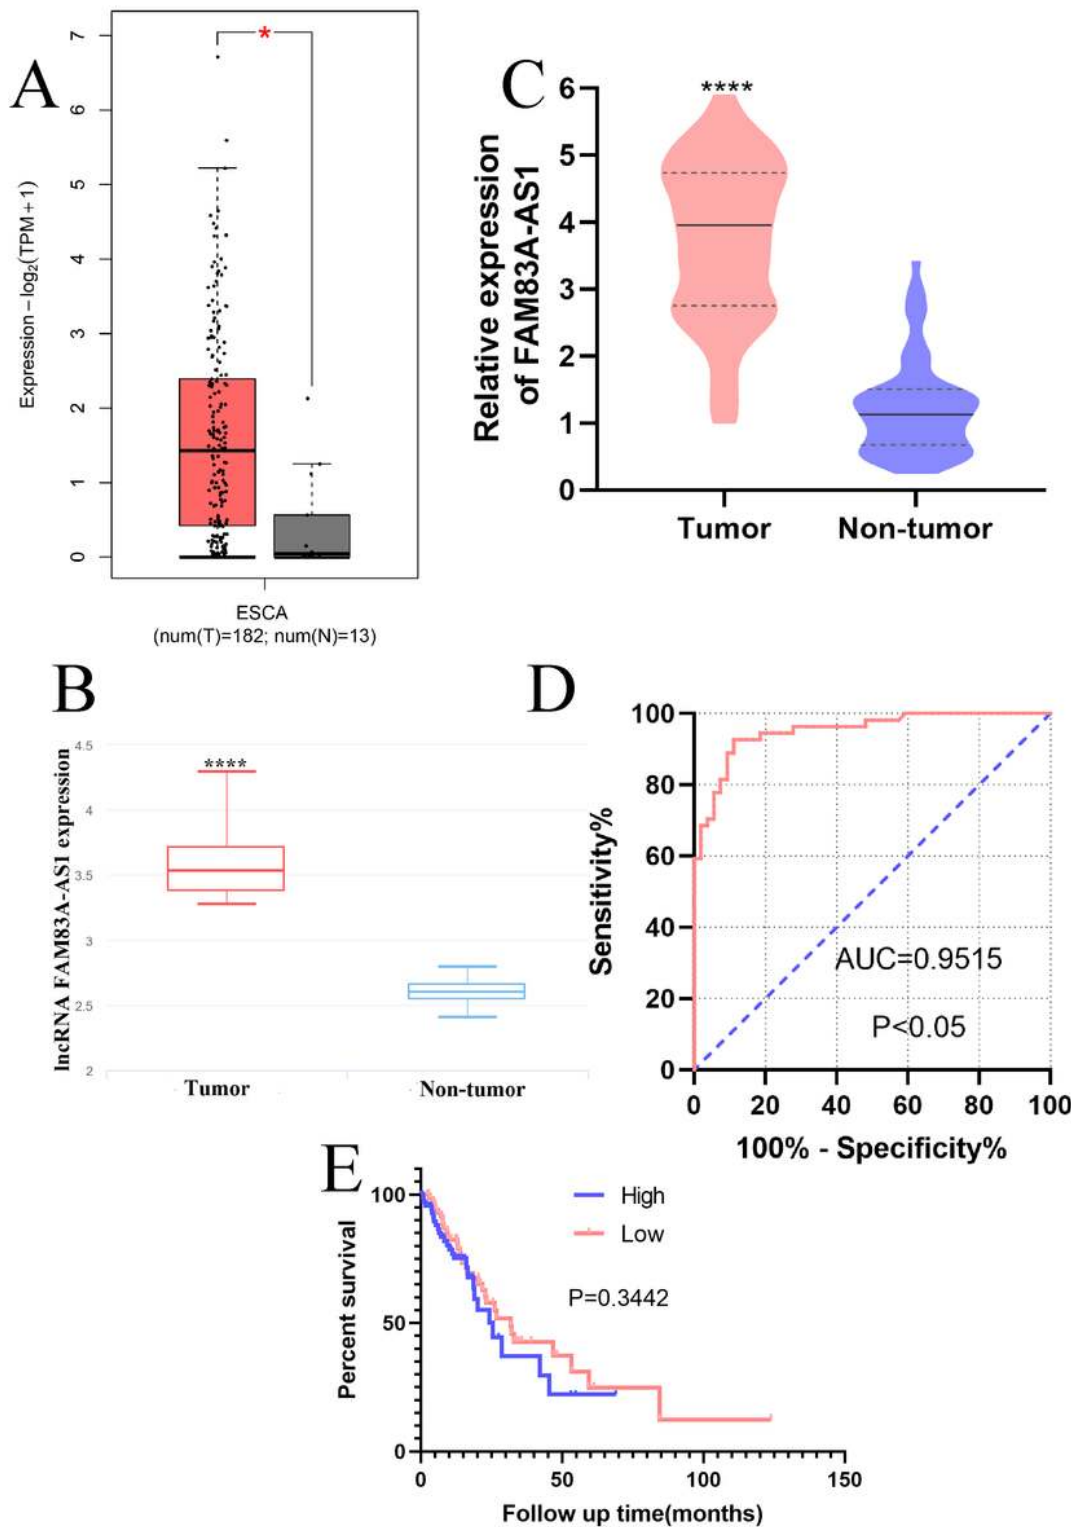 A
*
7
6
5
4
3
2
1
0
Expression – log₂(TPM + 1)
ESCA
(num(T)=182; num(N)=13)
C
****
6
5
4
3
2
1
0
Relative expression
of FAM83A-AS1
Tumor
Non-tumor
B
4.5
****
4
3.5
3
2.5
2
lncRNA FAM83A-AS1 expression
Tumor
Non-tumor
D
100
80
60
40
20
0
Sensitivity%
AUC=0.9515
P<0.05
0 20 40 60 80 100
100% - Specificity%
E
100
50
0
Percent survival
High
Low
P=0.3442
0 50 100 150
Follow up time(months)